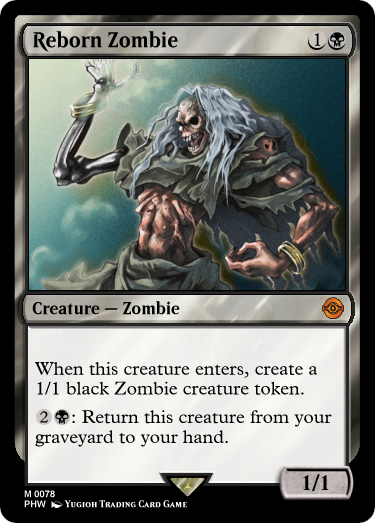 Reborn Zombie 1
Creature — Zombie
When this creature enters, create a
1/1 black Zombie creature token.
2: Return this creature from your
graveyard to your hand.
1/1
M 0078
PHW Yugioh Trading Card Game